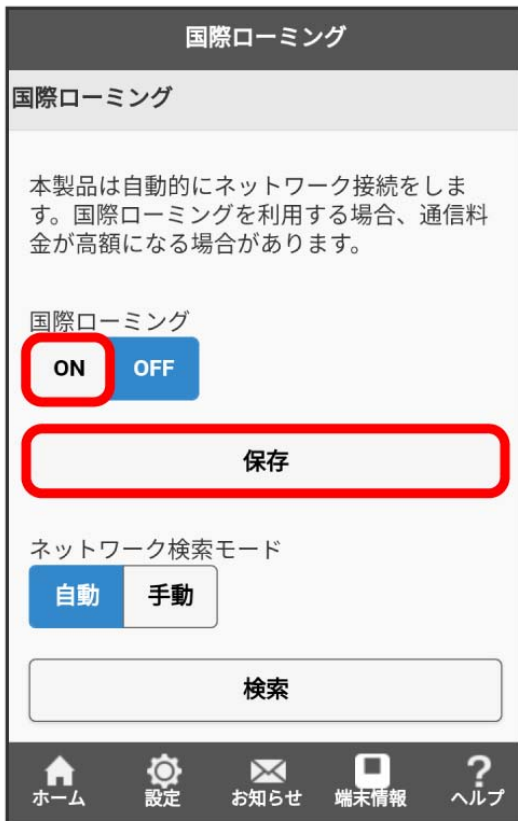 国際ローミング
国際ローミング
本製品は自動的にネットワーク接続をしま
す。国際ローミングを利用する場合、通信料
金が高額になる場合があります。
国際ローミング
ON OFF
保存
ネットワーク検索モード
自動 手動
検索
ホーム 設定 お知らせ 端末情報 ヘルプ